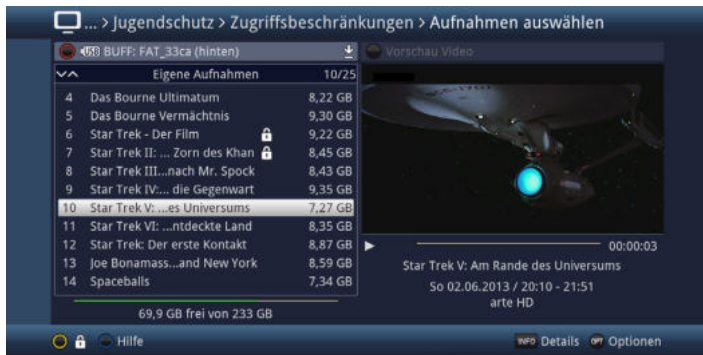 ... > Jugendschutz > Zugriffsbeschränkungen > Aufnahmen auswählen
USB BUFF: FAT_33ca (hinten)
Vorschau Video
Eigene Aufnahmen 10/25
4 Das Bourne Ultimatum 8,22 GB
5 Das Bourne Vermächtnis 9,30 GB
6 Star Trek - Der Film 9,22 GB
7 Star Trek II: ... Zorn des Khan 8,45 GB
8 Star Trek III...nach Mr. Spock 8,43 GB
9 Star Trek IV:... die Gegenwart 9,35 GB
10 Star Trek V: ...es Universums 7,27 GB
11 Star Trek VI: ...ntdeckte Land 8,35 GB
12 Star Trek: Der erste Kontakt 8,87 GB
13 Joe Bonamass...and New York 8,59 GB
14 Spaceballs 7,34 GB
69,9 GB frei von 233 GB
00:00:03
Star Trek V: Am Rande des Universums
So 02.06.2013 / 20:10 - 21:51
arte HD
Hilfe
INFO Details OPT Optionen